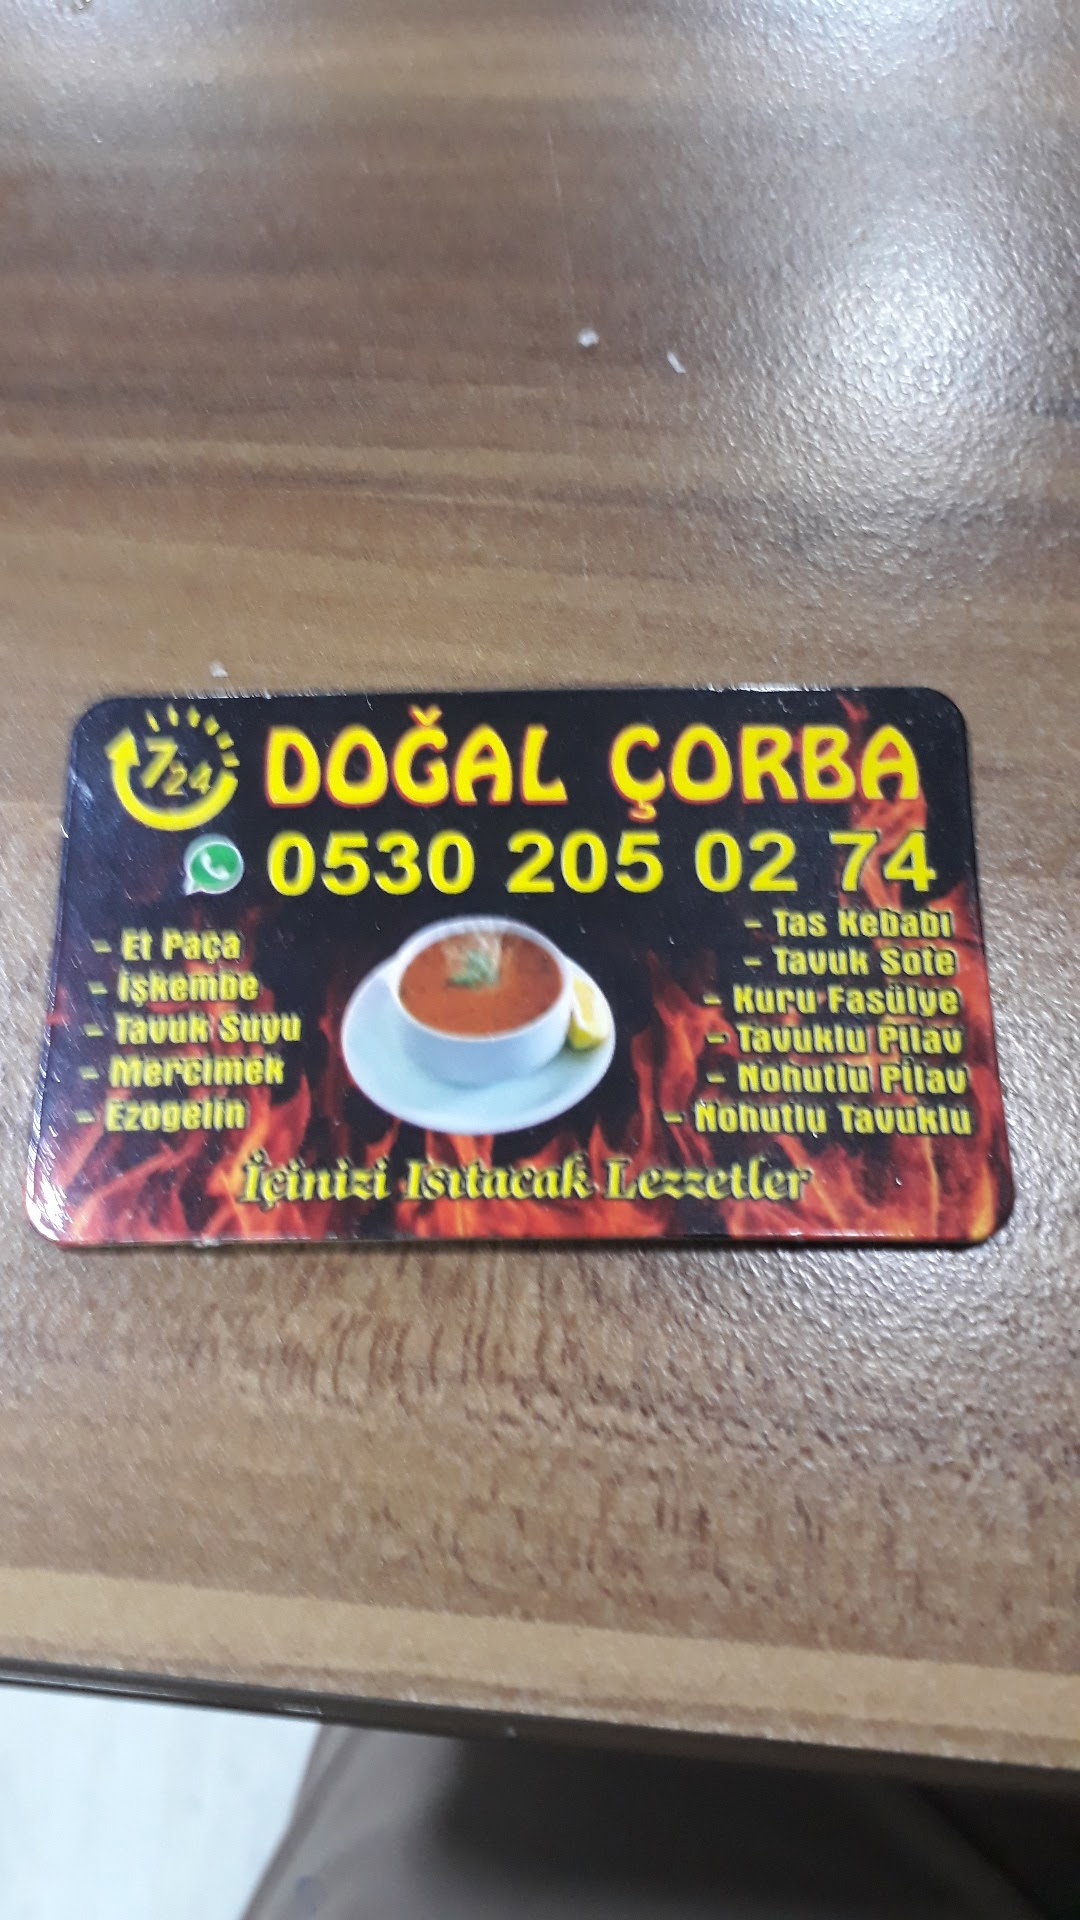 7 24
DOĞAL ÇORBA
0530 205 02 74
- Et Paça
- İşkembe
- Tavuk Suyu
- Mercimek
- Ezogelin
- Tas Kebabı
- Tavuk Sote
- Kuru Fasülye
- Tavuklu Pilav
- Nohutlu Pilav
- Nohutlu Tavuklu
İçinizi Isıtacak Lezzetler